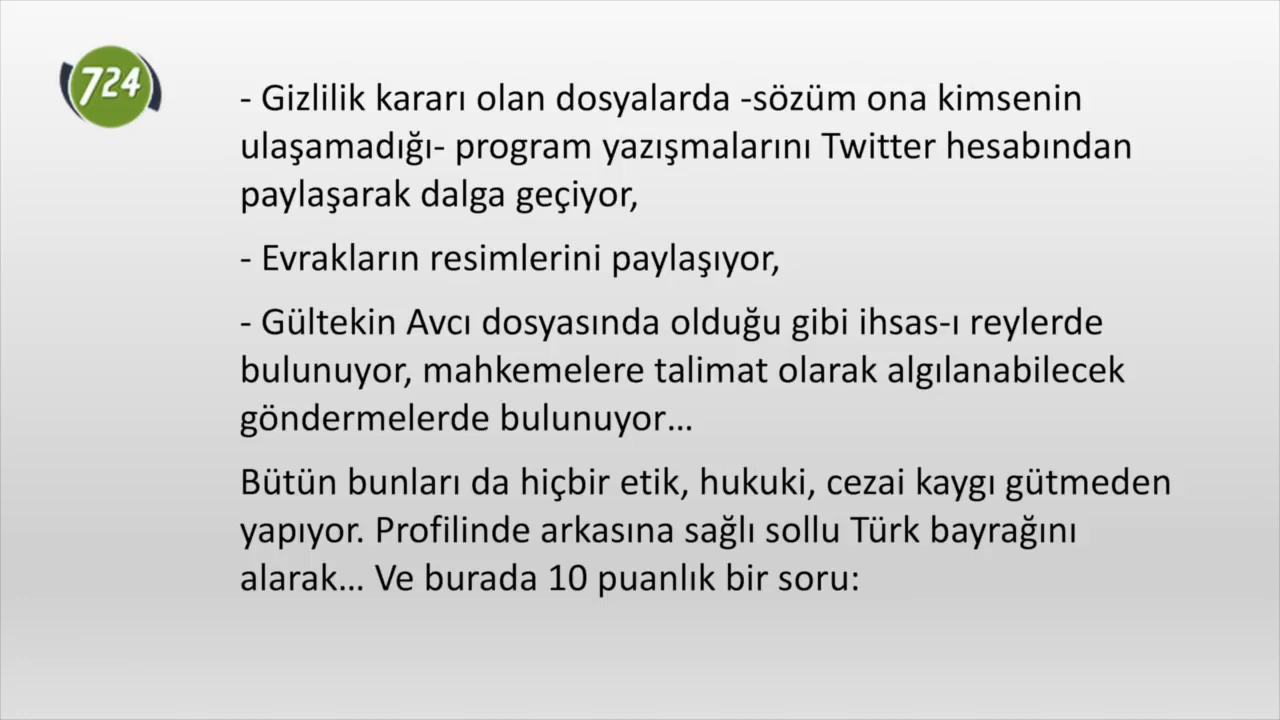 724
- Gizlilik kararı olan dosyalarda -sözüm ona kimsenin
ulaşamadığı- program yazışmalarını Twitter hesabından
paylaşarak dalga geçiyor,
- Evrakların resimlerini paylaşıyor,
- Gültekin Avcı dosyasında olduğu gibi ihsas-ı reylerde
bulunuyor, mahkemelere talimat olarak algılanabilecek
göndermelerde bulunuyor…
Bütün bunları da hiçbir etik, hukuki, cezai kaygı gütmeden
yapıyor. Profilinde arkasına sağlı sollu Türk bayrağını
alarak… Ve burada 10 puanlık bir soru: